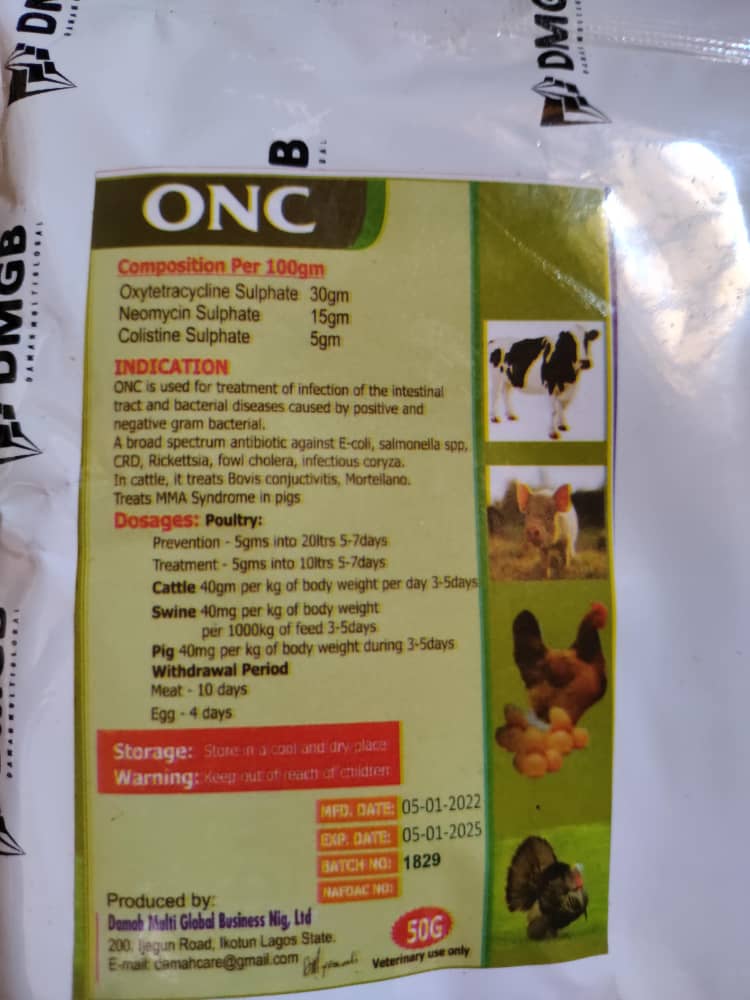 DMGB
DAMAHMULTIGLOBAL
ONC
Composition Per 100gm
Oxytetracycline Sulphate 30gm
Neomycin Sulphate 15gm
Colistine Sulphate 5gm
INDICATION
ONC is used for treatment of infection of the intestinal
tract and bacterial diseases caused by positive and
negative gram bacterial.
A broad spectrum antibiotic against E-coli, salmonella spp,
CRD, Rickettsia, fowl cholera, infectious coryza.
In cattle, it treats Bovis conjuctivitis, Mortellano.
Treats MMA Syndrome in pigs
Dosages: Poultry:
Prevention - 5gms into 20ltrs 5-7days
Treatment - 5gms into 10ltrs 5-7days
Cattle 40gm per kg of body weight per day 3-5days
Swine 40mg per kg of body weight
per 1000kg of feed 3-5days
Pig 40mg per kg of body weight during 3-5days
Withdrawal Period
Meat - 10 days
Egg - 4 days
Storage: Store in a cool and dry place
Warning: Keep out of reach of children
MFD. DATE: 05-01-2022
EXP. DATE: 05-01-2025
BATCH NO: 1829
NAFDAC NO:
Produced by:
Damah Multi Global Business Nig, Ltd
200, Ijegun Road, Ikotun Lagos State.
E-mail: damahcare@gmail.com
50G
Veterinary use only